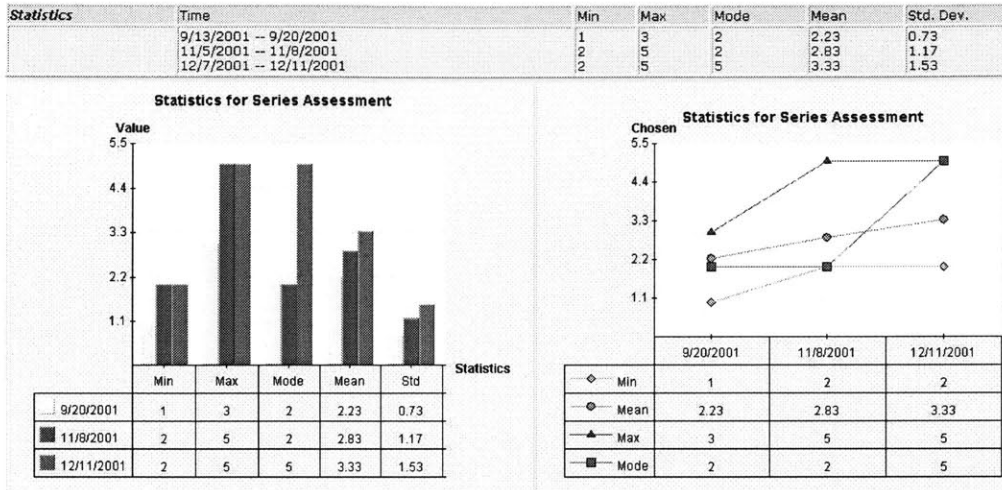 Statistics Time Min Max Mode Mean Std. Dev.
9/13/2001 -- 9/20/2001 1 3 2 2.23 0.73
11/5/2001 -- 11/8/2001 2 5 2 2.83 1.17
12/7/2001 -- 12/11/2001 2 5 5 3.33 1.53
Statistics for Series Assessment
Value
5.5
4.4
3.3
2.2
1.1
Statistics
Min Max Mode Mean Std
9/20/2001 1 3 2 2.23 0.73
11/8/2001 2 5 2 2.83 1.17
12/11/2001 2 5 5 3.33 1.53
Statistics for Series Assessment
Chosen
5.5
4.4
3.3
2.2
1.1
9/20/2001 11/8/2001 12/11/2001
Min 1 2 2
Mean 2.23 2.83 3.33
Max 3 5 5
Mode 2 2 5